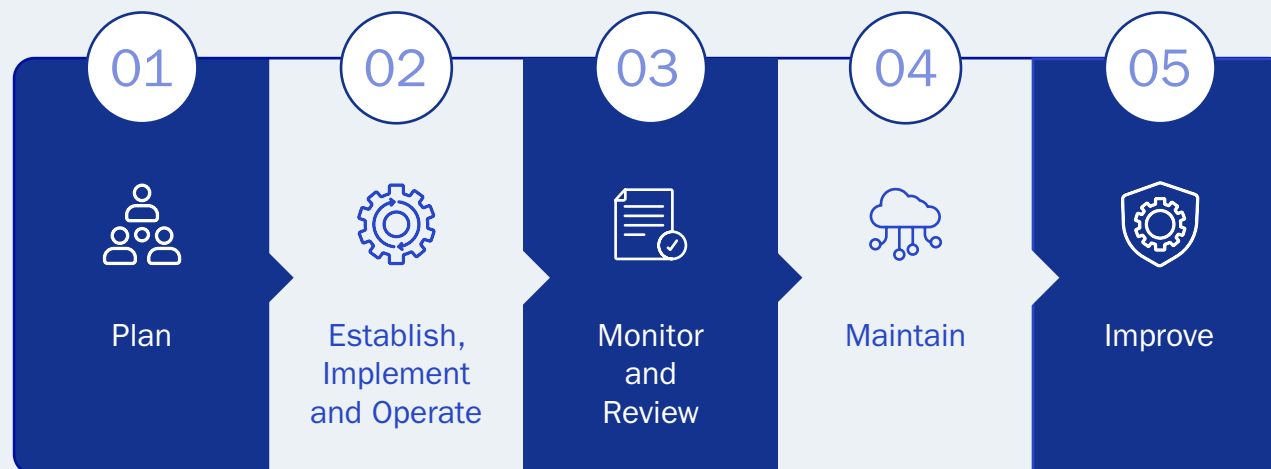 01
02
03
04
05
Plan
Establish,
Implement
and Operate
Monitor
and
Review
Maintain
Improve